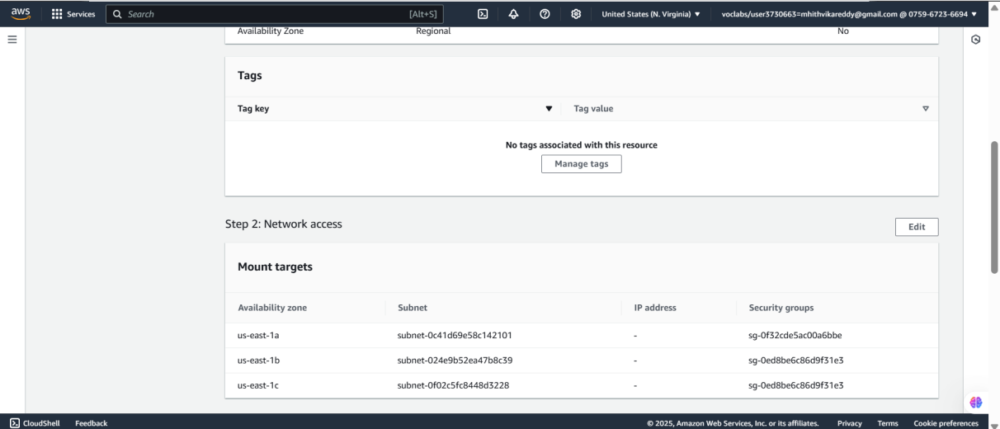 aws Services Search [Alt+S] United States (N. Virginia) ▼ voclabs/user3730663=mhithvikareddy@gmail.com @ 0759-6723-6694 ▼
Availability Zone Regional No
Tags
Tag key ▼ Tag value ▽
No tags associated with this resource
Manage tags
Step 2: Network access Edit
Mount targets
Availability zone Subnet IP address Security groups
us-east-1a subnet-0c41d69e58c142101 - sg-0f32cde5ac00a6bbe
us-east-1b subnet-024e9b52ea47b8c39 - sg-0ed8be6c86d9f31e3
us-east-1c subnet-0f02c5fc8448d3228 - sg-0ed8be6c86d9f31e3
CloudShell Feedback © 2025, Amazon Web Services, Inc. or its affiliates. Privacy Terms Cookie preferences